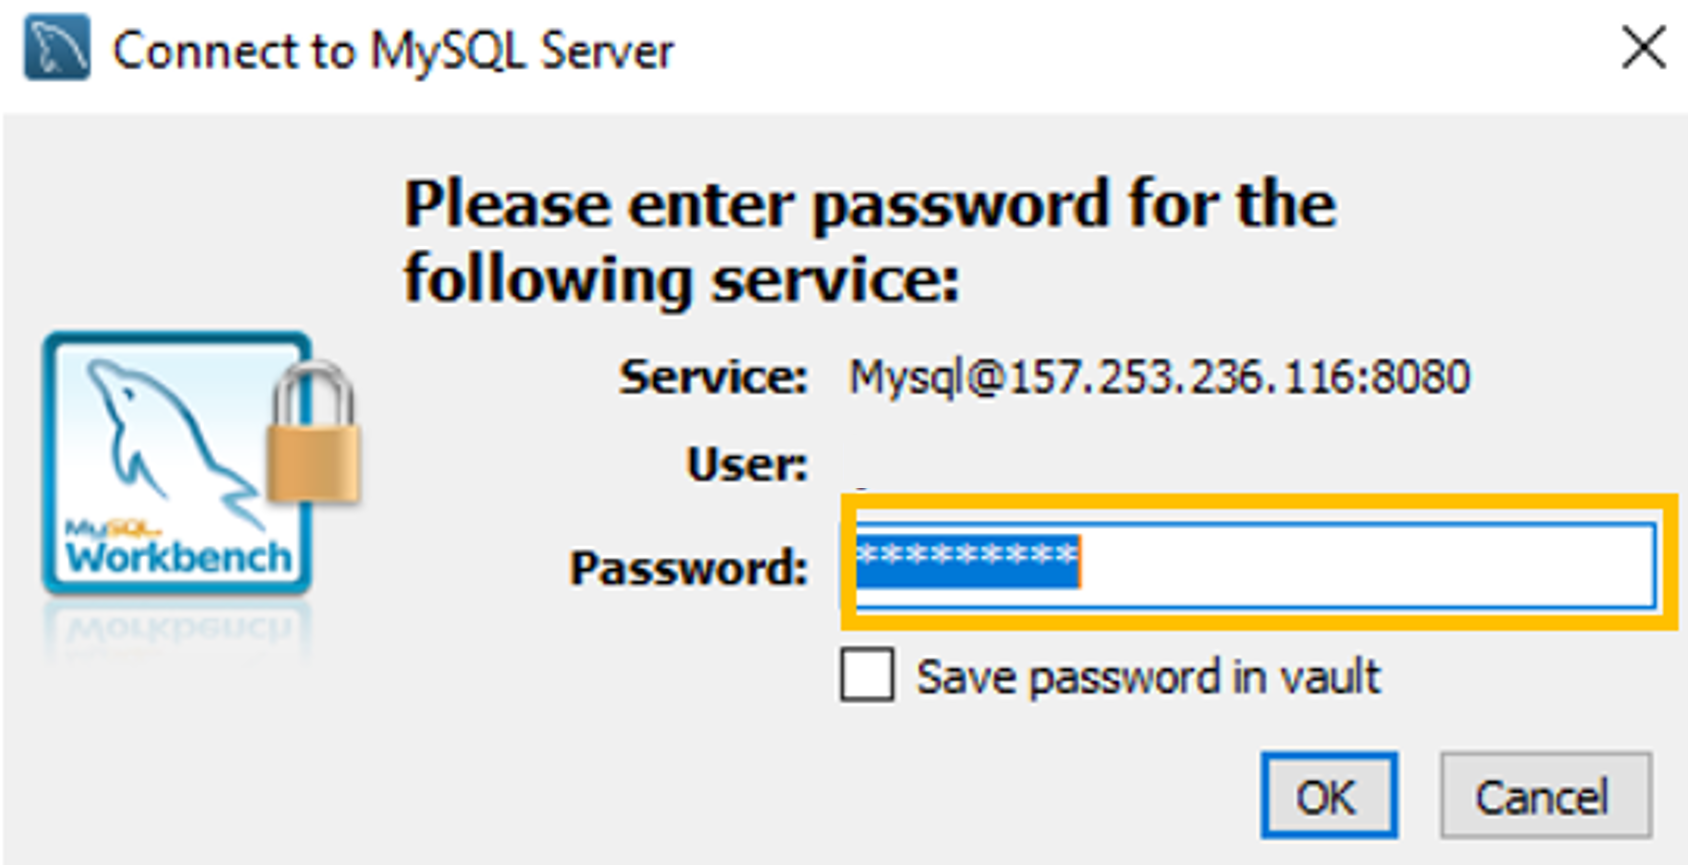 Connect to MySQL Server
Please enter password for the
following service:
Service: Mysql@157.253.236.116:8080
User:
Password: *********
Save password in vault
MySQL
Workbench
OK Cancel